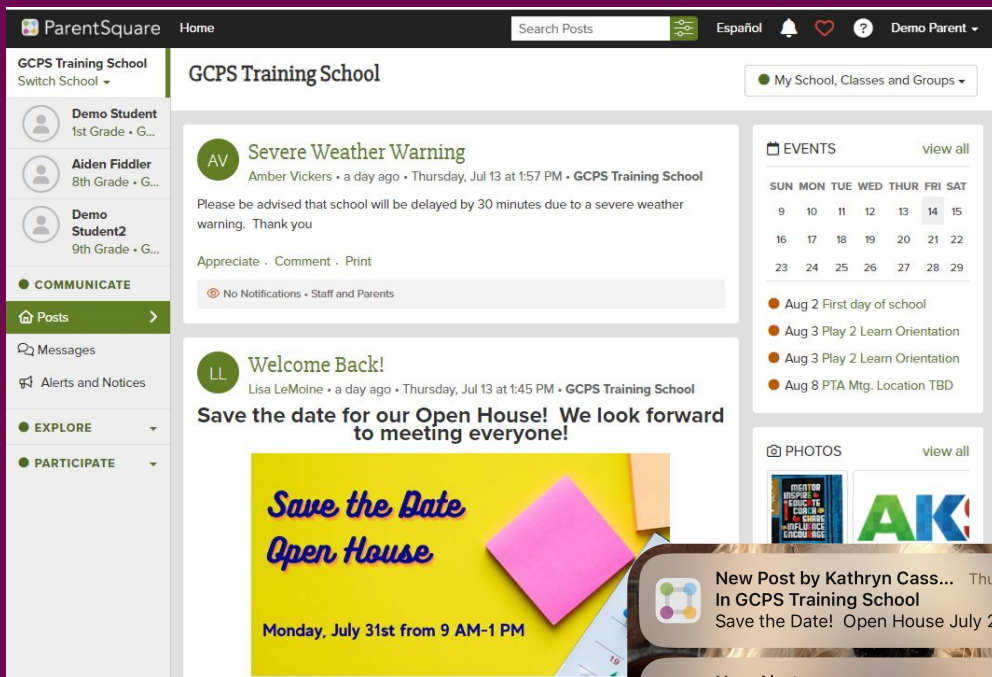 ParentSquare Home Search Posts Español ? Demo Parent
GCPS Training School
Switch School
Demo Student
1st Grade • G...
Aiden Fiddler
8th Grade • G...
Demo
Student2
9th Grade • G...
COMMUNICATE
Posts
Messages
Alerts and Notices
EXPLORE
PARTICIPATE
GCPS Training School
My School, Classes and Groups
AV
Severe Weather Warning
Amber Vickers • a day ago • Thursday, Jul 13 at 1:57 PM • GCPS Training School
Please be advised that school will be delayed by 30 minutes due to a severe weather
warning. Thank you
Appreciate . Comment . Print
No Notifications • Staff and Parents
LL
Welcome Back!
Lisa LeMoine • a day ago • Thursday, Jul 13 at 1:45 PM • GCPS Training School
Save the date for our Open House! We look forward
to meeting everyone!
Save the Date
Open House
Monday, July 31st from 9 AM-1 PM
19
EVENTS view all
SUN MON TUE WED THUR FRI SAT
9 10 11 12 13 14 15
16 17 18 19 20 21 22
23 24 25 26 27 28 29
Aug 2 First day of school
Aug 3 Play 2 Learn Orientation
Aug 3 Play 2 Learn Orientation
Aug 8 PTA Mtg. Location TBD
PHOTOS view all
MENTOR
INSPIRE
EDUCATE
COACH
SHARE
INFLUENCE
ENCOURAGE
AKS
New Post by Kathryn Cass... Thu
In GCPS Training School
Save the Date! Open House July 2